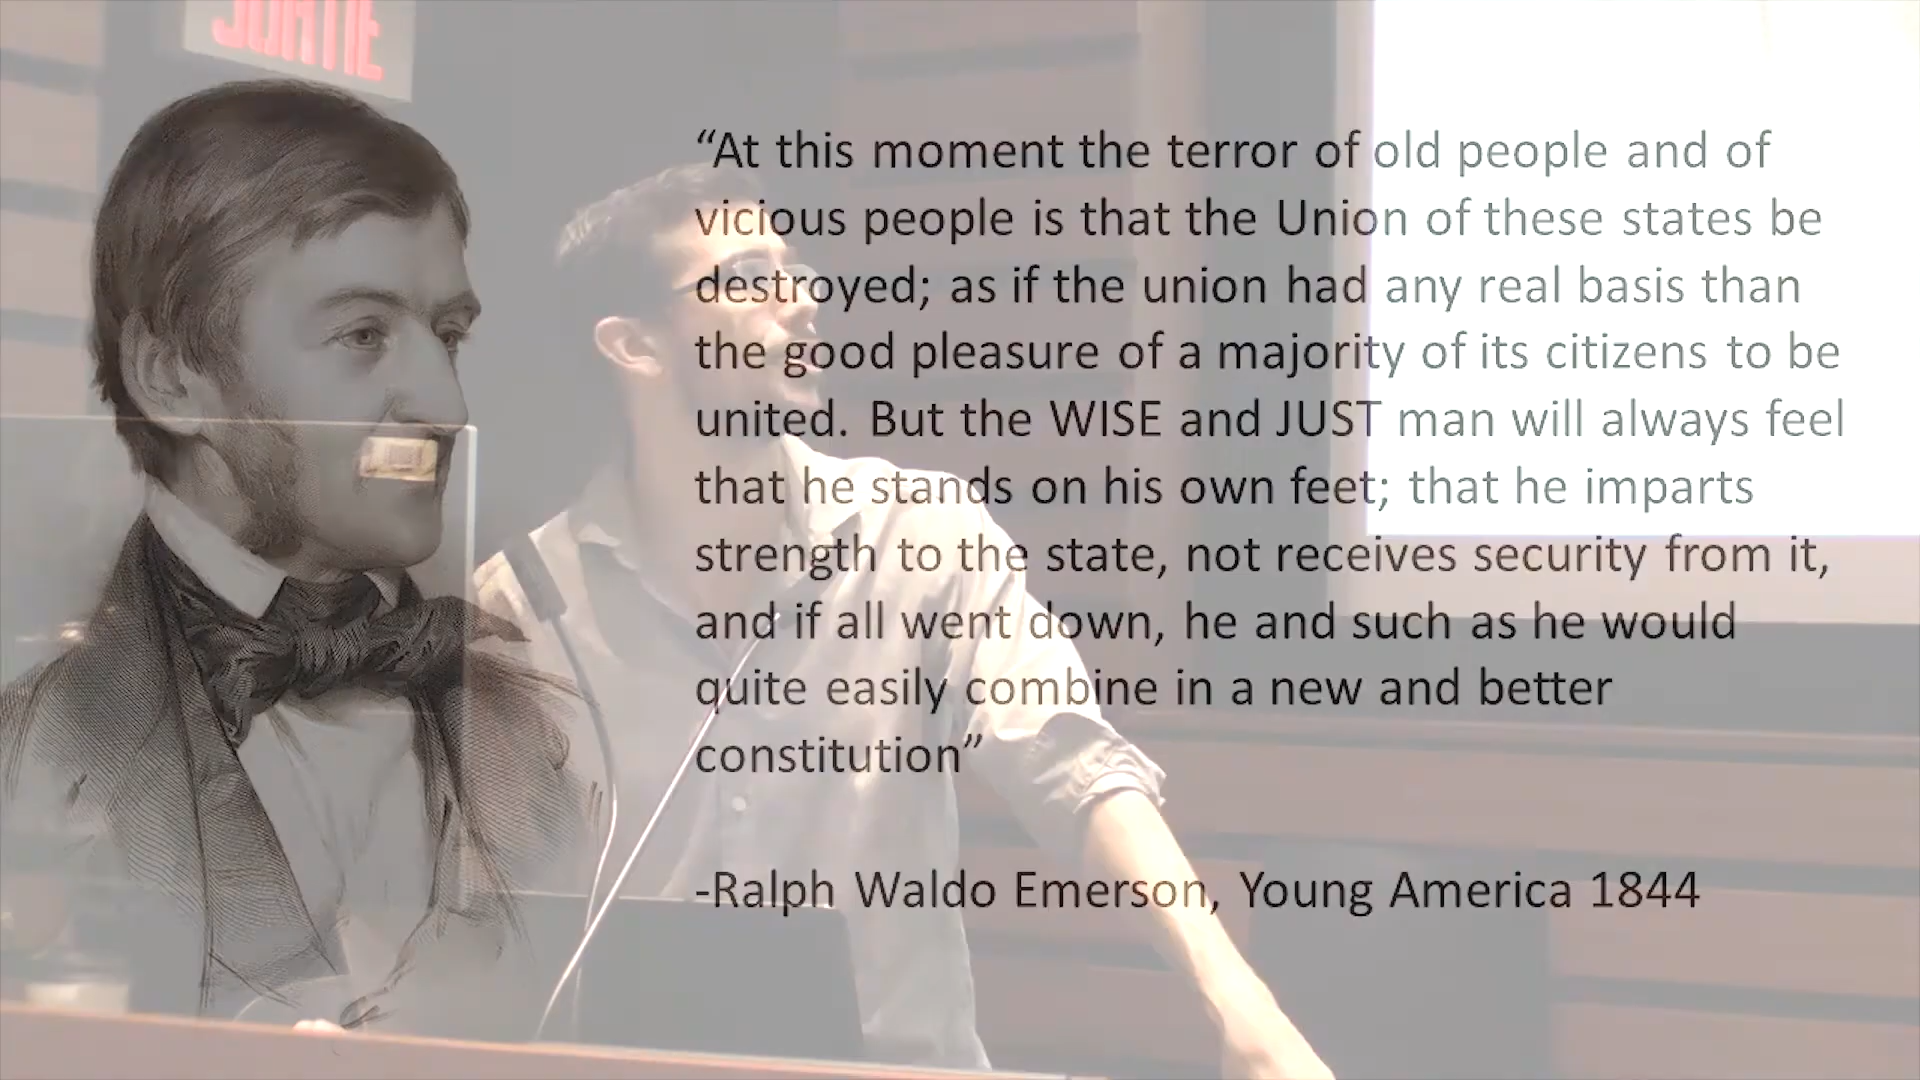 SORTIE
“At this moment the terror of old people and of
vicious people is that the Union of these states be
destroyed; as if the union had any real basis than
the good pleasure of a majority of its citizens to be
united. But the WISE and JUST man will always feel
that he stands on his own feet; that he imparts
strength to the state, not receives security from it,
and if all went down, he and such as he would
quite easily combine in a new and better
constitution”
-Ralph Waldo Emerson, Young America 1844